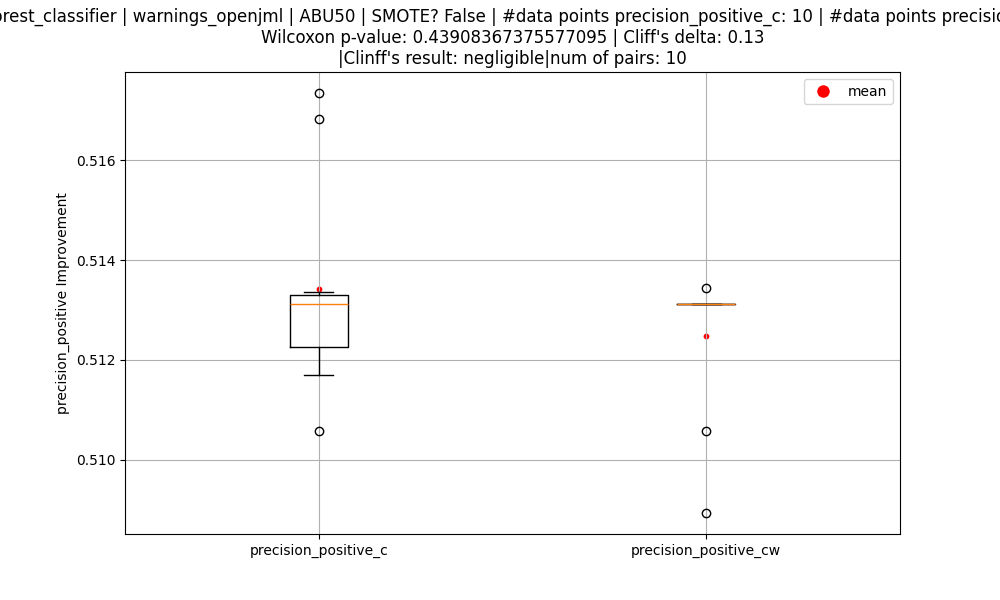 orest_classifier | warnings_openjml | ABU50 | SMOTE? False | #data points precision_positive_c: 10 | #data points precisio
Wilcoxon p-value: 0.43908367375577095 | Cliff's delta: 0.13
|Clinff's result: negligible|num of pairs: 10
mean
0.516
0.514
0.512
0.510
precision_positive Improvement
precision_positive_c
precision_positive_cw